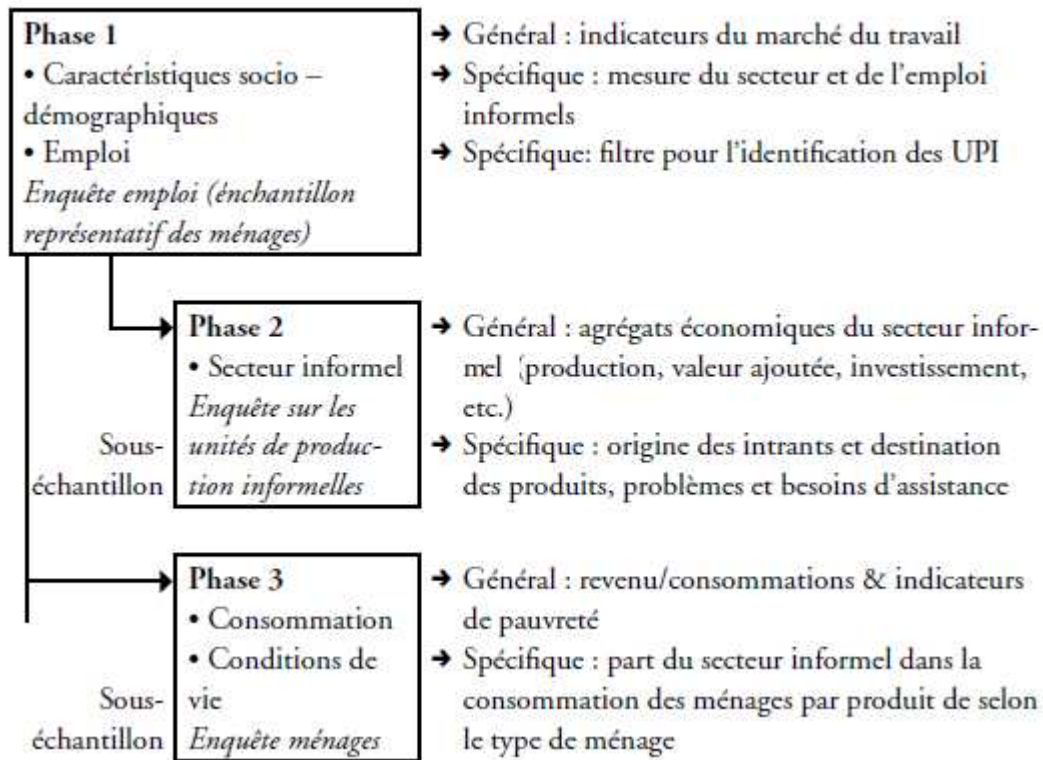 Phase 1
• Caractéristiques socio –
démographiques
• Emploi
Enquête emploi (énchantillon
représentatif des ménages)
➔ Général : indicateurs du marché du travail
➔ Spécifique : mesure du secteur et de l'emploi
informels
➔ Spécifique: filtre pour l'identification des UPI
Sous-
échantillon
Phase 2
• Secteur informel
Enquête sur les
unités de produc-
tion informelles
➔ Général : agrégats économiques du secteur infor-
mel (production, valeur ajoutée, investissement,
etc.)
➔ Spécifique : origine des intrants et destination
des produits, problèmes et besoins d'assistance
Sous-
échantillon
Phase 3
• Consommation
• Conditions de
vie
Enquête ménages
➔ Général : revenu/consommations & indicateurs
de pauvreté
➔ Spécifique : part du secteur informel dans la
consommation des ménages par produit de selon
le type de ménage